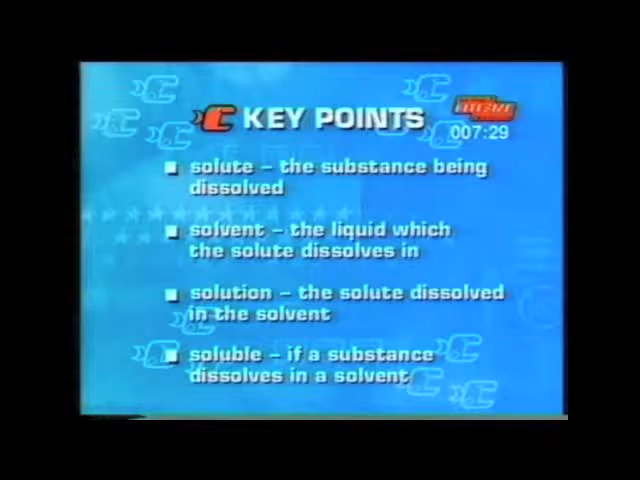 KEY POINTS
007:29
solute – the substance being
dissolved
solvent – the liquid which
the solute dissolves in
solution – the solute dissolved
in the solvent
soluble – if a substance
dissolves in a solvent